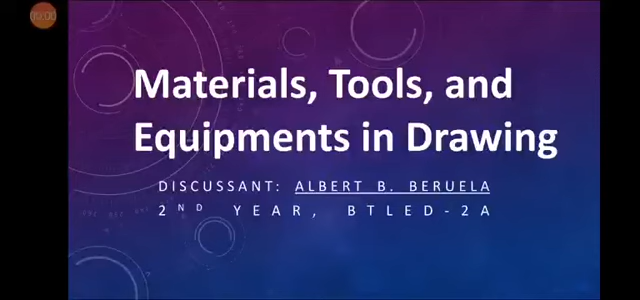 Materials, Tools, and
Equipments in Drawing
DISCUSSANT: ALBERT B. BERUELA
2ND YEAR, BTLED-2A